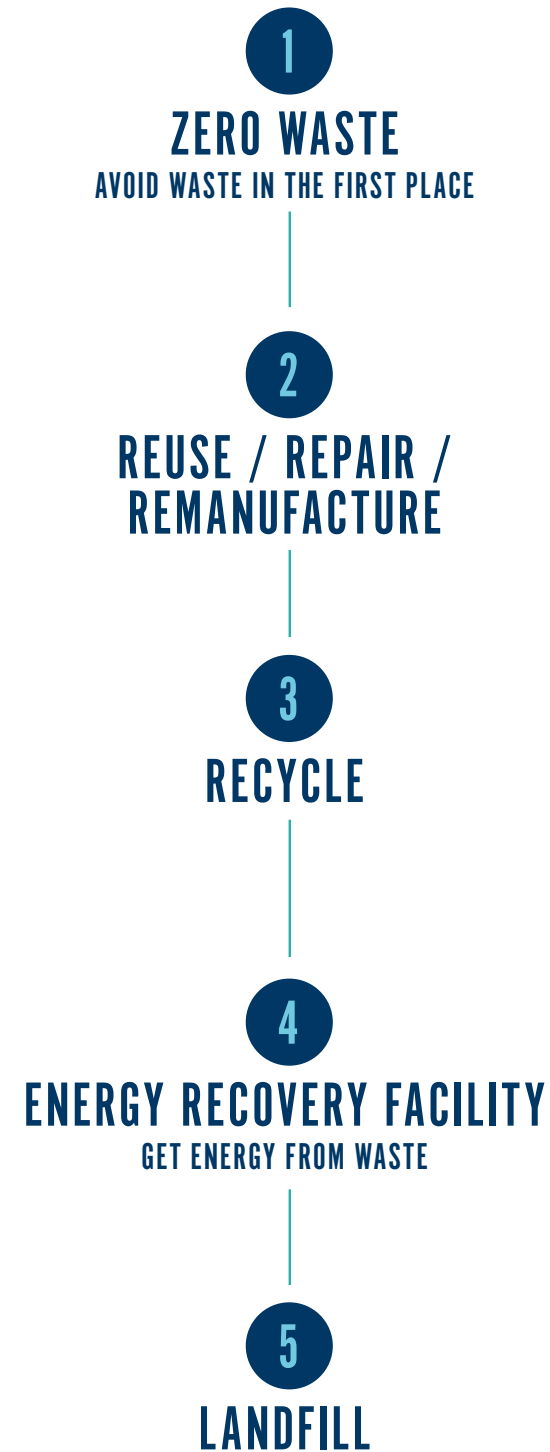 1
ZERO WASTE
AVOID WASTE IN THE FIRST PLACE
2
REUSE / REPAIR /
REMANUFACTURE
3
RECYCLE
4
ENERGY RECOVERY FACILITY
GET ENERGY FROM WASTE
5
LANDFILL